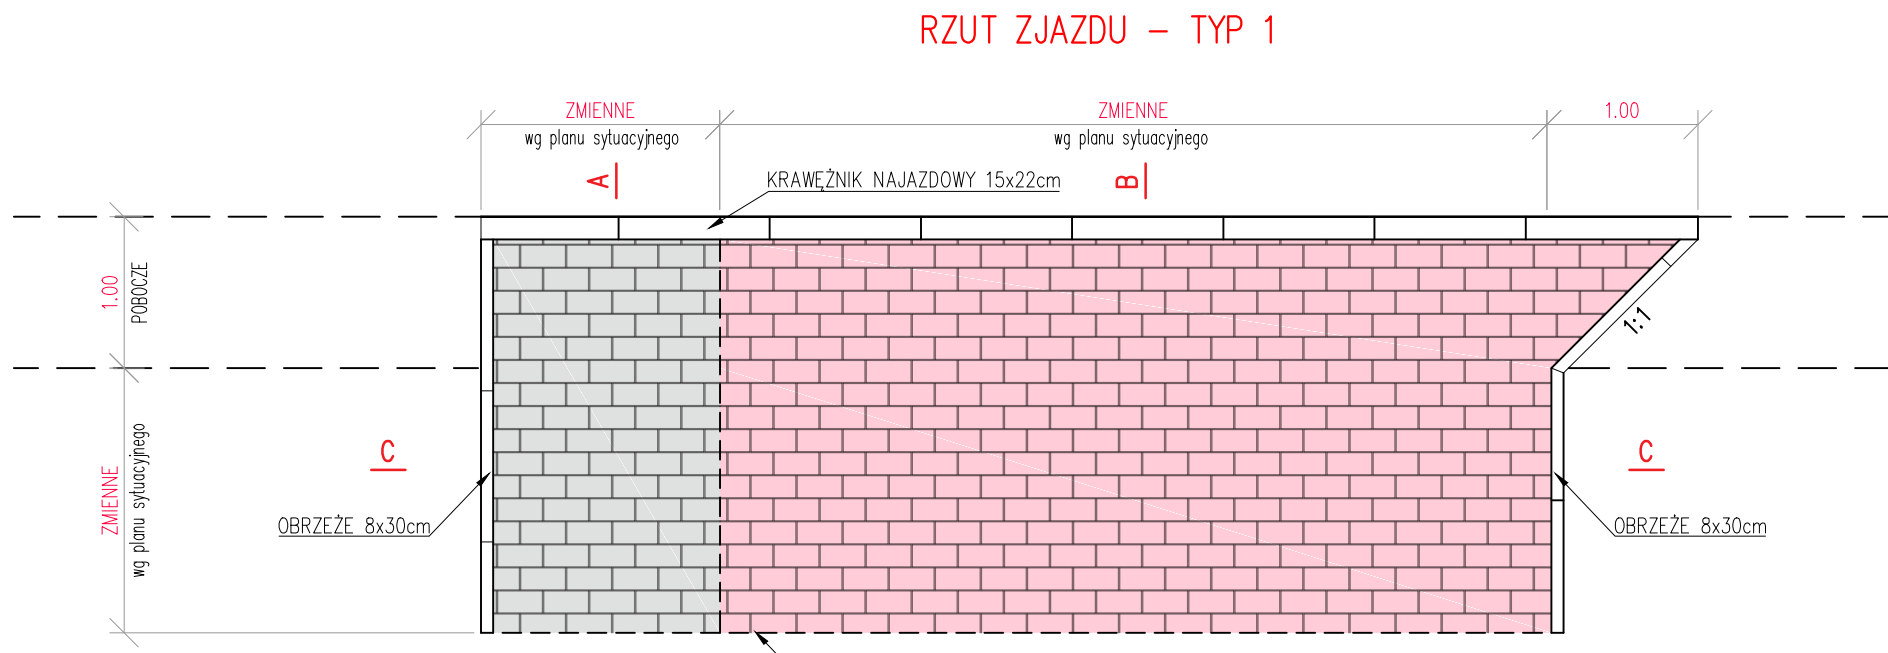 RZUT ZJAZDU – TYP 1
ZMIENNE
wg planu sytuacyjnego
ZMIENNE
wg planu sytuacyjnego
1.00
A
B
KRAWĘŻNIK NAJAZDOWY 15x22cm
1.00
POBOCZE
1:1
C
C
ZMIENNE
wg planu sytuacyjnego
OBRZEŻE 8x30cm
OBRZEŻE 8x30cm